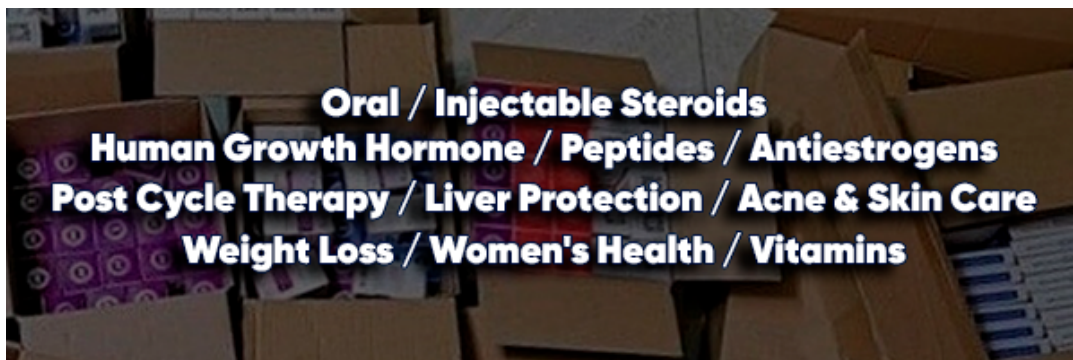 Oral / Injectable Steroids
Human Growth Hormone / Peptides / Antiestrogens
Post Cycle Therapy / Liver Protection / Acne & Skin Care
Weight Loss / Women's Health / Vitamins